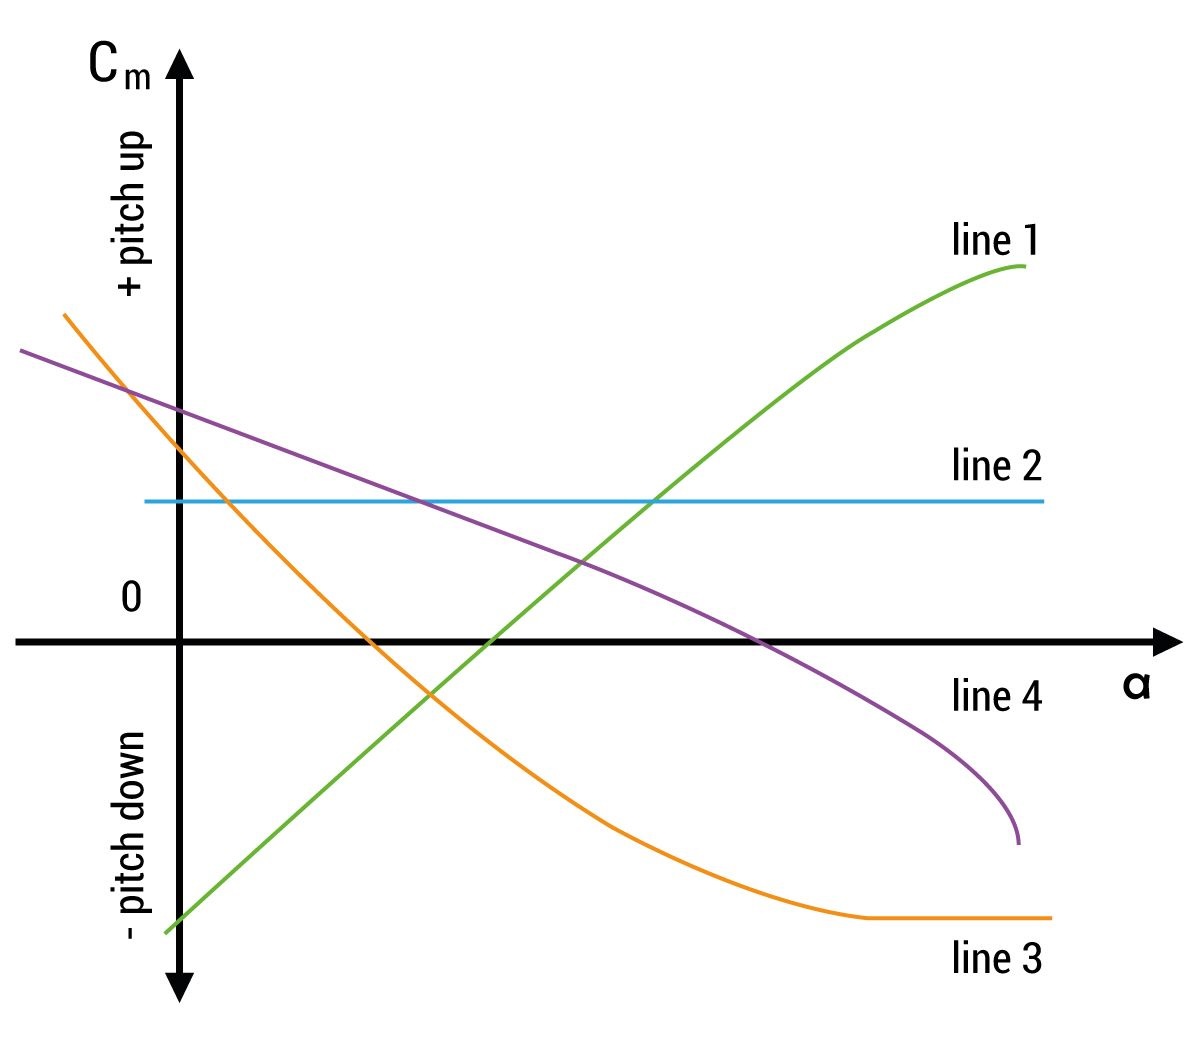 Cm
+ pitch up
line 1
line 2
0
line 4
α
- pitch down
line 3